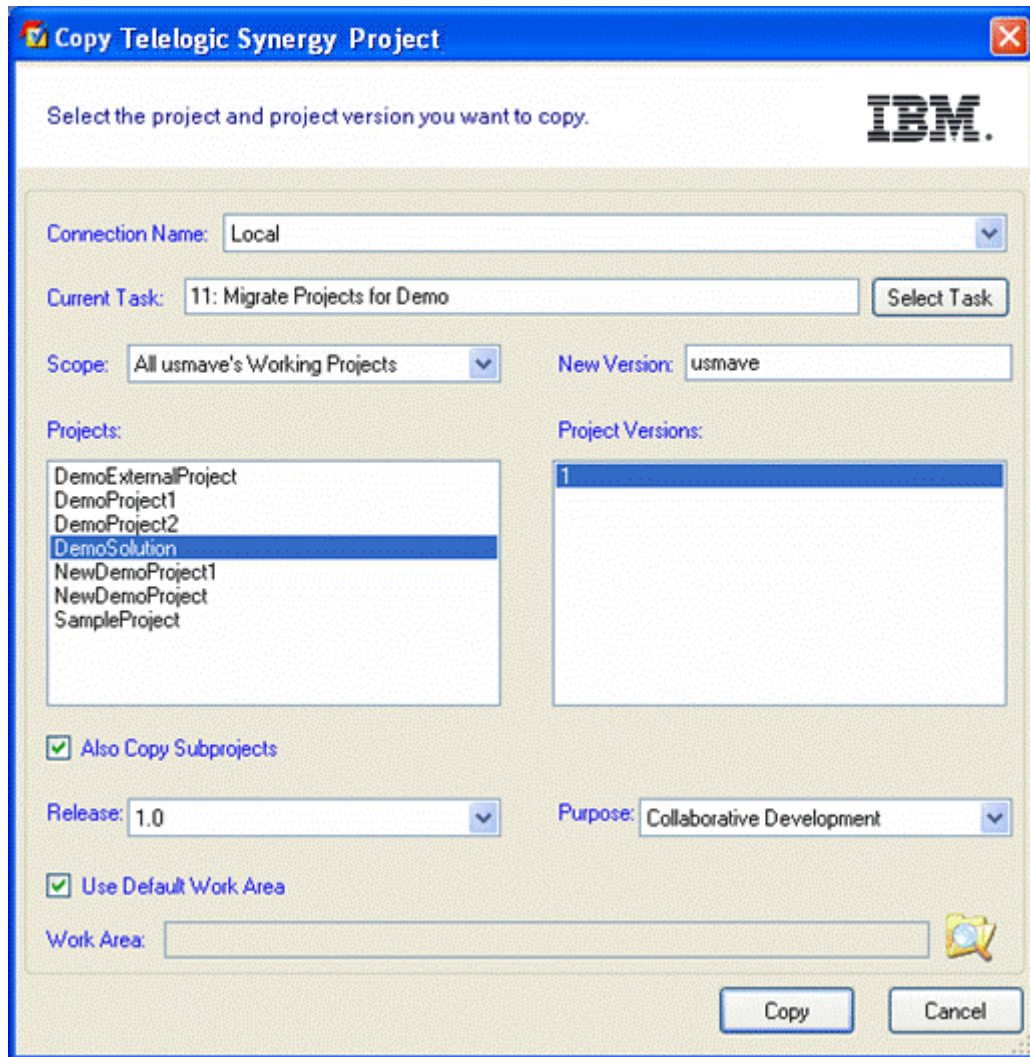 Copy Telelogic Synergy Project
Select the project and project version you want to copy.
IBM.
Connection Name: Local
Current Task: 11: Migrate Projects for Demo Select Task
Scope: All usmave's Working Projects New Version: usmave
Projects: Project Versions:
DemoExternalProject 1
DemoProject1
DemoProject2
DemoSolution
NewDemoProject1
NewDemoProject
SampleProject
Also Copy Subprojects
Release: 1.0 Purpose: Collaborative Development
Use Default Work Area
Work Area:
Copy Cancel